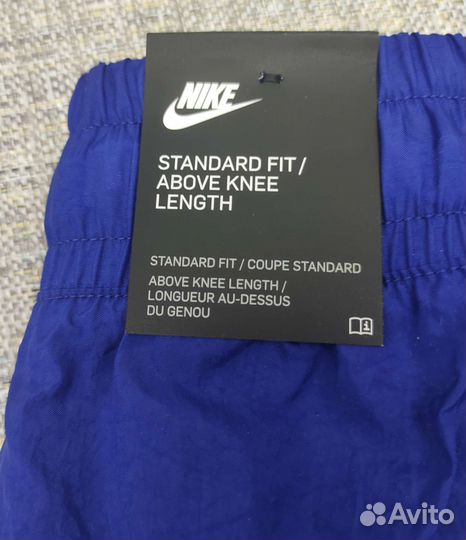 NIKE
STANDARD FIT /
ABOVE KNEE
LENGTH
STANDARD FIT / COUPE STANDARD
ABOVE KNEE LENGTH /
LONGUEUR AU-DESSUS
DU GENOU
1
Avito